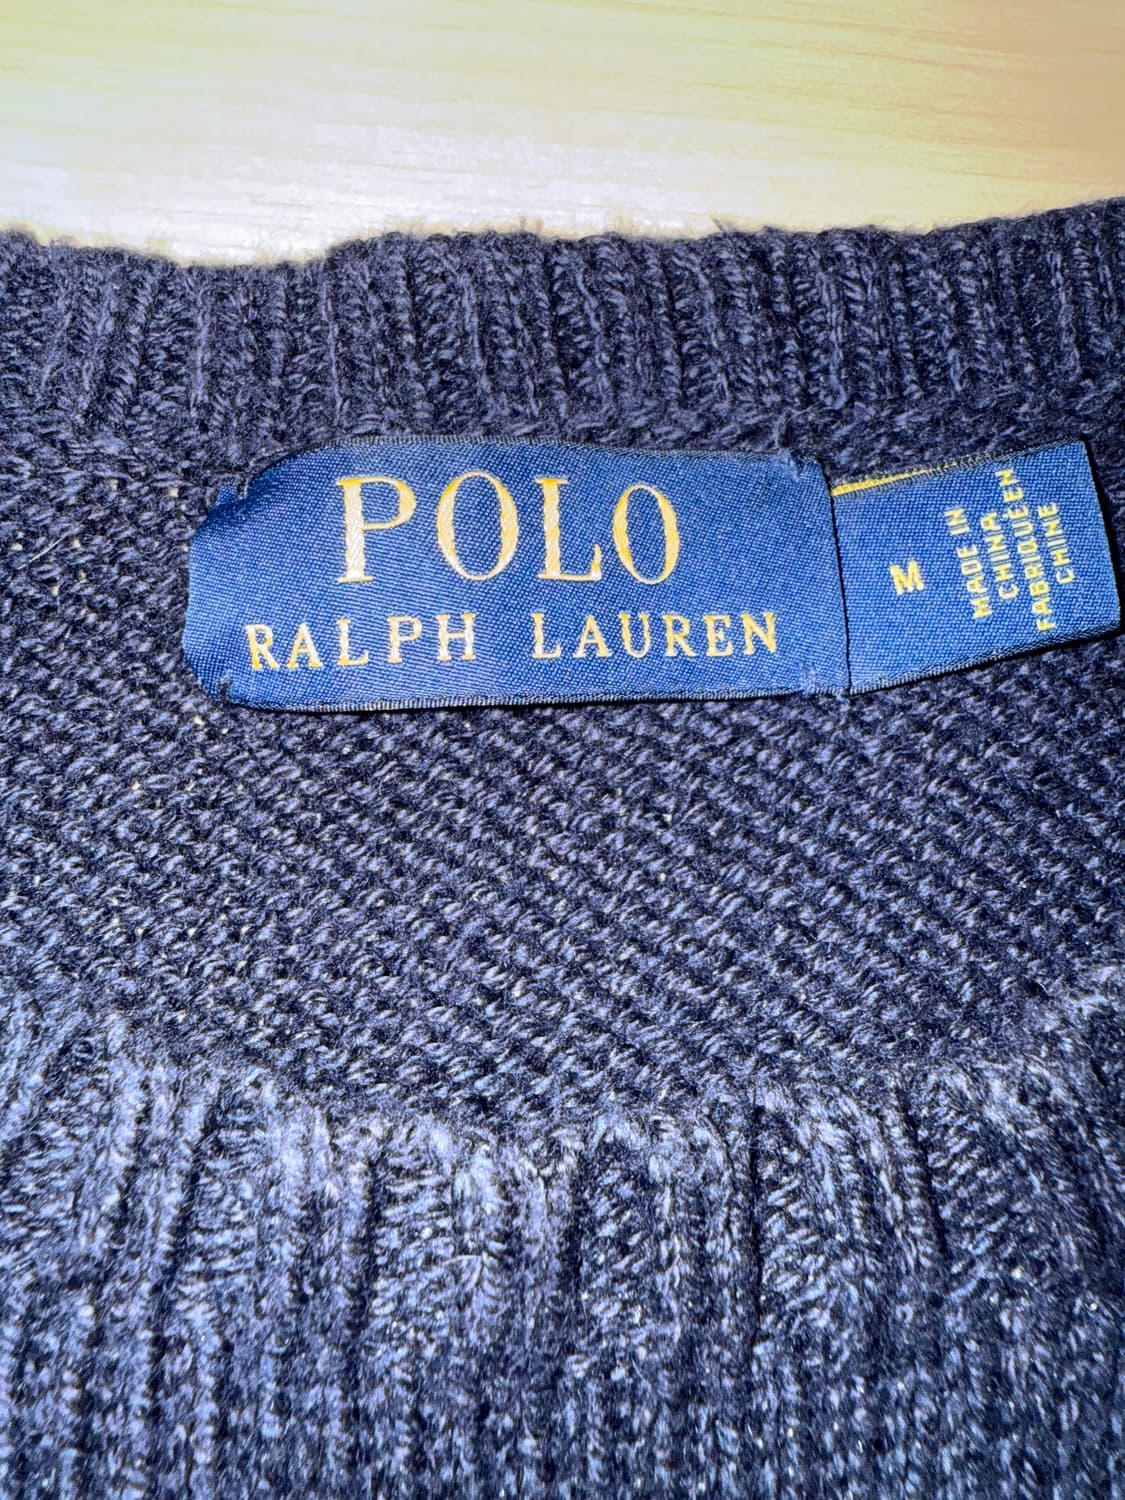 POLO
RALPH LAUREN
M
MADE IN
CHINA
FABRIQUÉ EN
CHINE